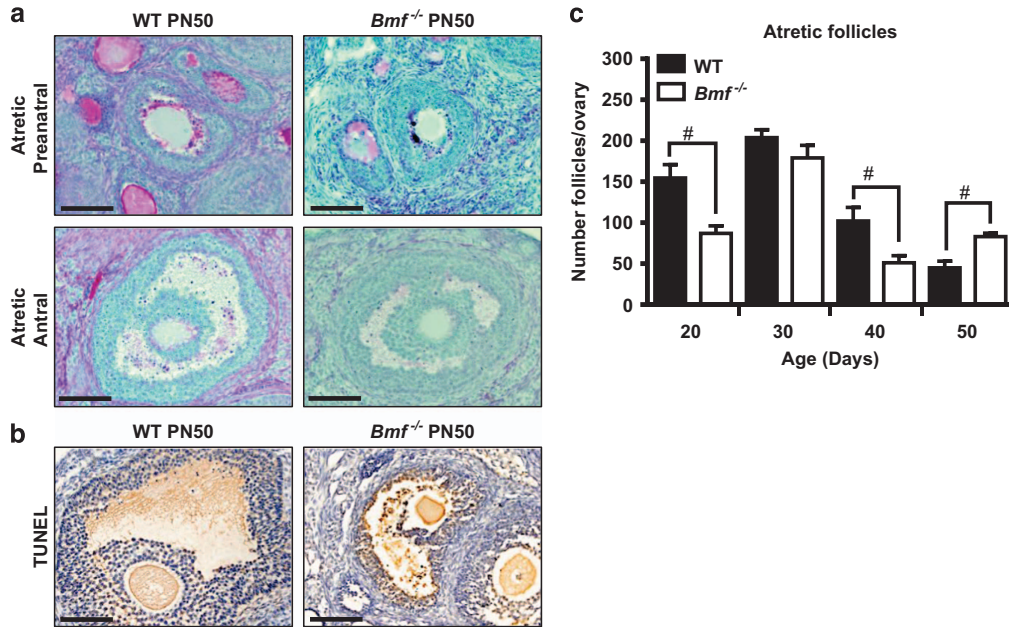 a
WT PN50
Bmf -/- PN50
Atretic
Preanatral
Atretic
Antral
b
WT PN50
Bmf -/- PN50
TUNEL
c
Atretic follicles
WT
Bmf -/-
Number follicles/ovary
300
250
200
150
100
50
0
#
#
#
20 30 40 50
Age (Days)